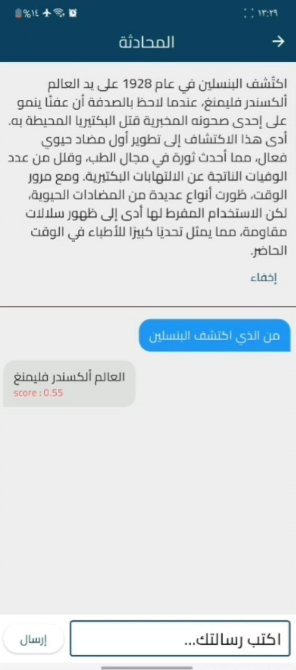 ١٣:٢٩
%١٤
المحادثة
اكتُشف البنسلين في عام 1928 على يد العالم
ألكسندر فليمنغ، عندما لاحظ بالصدفة أن عفنًا ينمو
على إحدى صحونه المخبرية قتل البكتيريا المحيطة به.
أدى هذا الاكتشاف إلى تطوير أول مضاد حيوي
فعال، مما أحدث ثورة في مجال الطب، وقلل من عدد
الوفيات الناتجة عن الالتهابات البكتيرية. ومع مرور
الوقت، طُورت أنواع عديدة من المضادات الحيوية،
لكن الاستخدام المفرط لها أدى إلى ظهور سلالات
مقاومة، مما يمثل تحديًا كبيرًا للأطباء في الوقت
الحاضر.
إخفاء
من الذي اكتشف البنسلين
العالم ألكسندر فليمنغ
score : 0.55
اكتب رسالتك...
إرسال